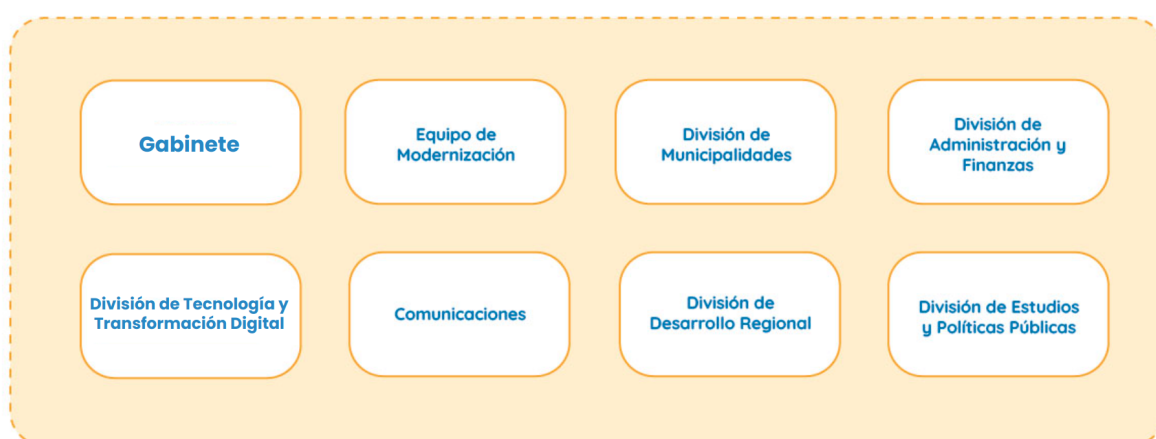 Gabinete
Equipo de
Modernización
División de
Municipalidades
División de
Administración y
Finanzas
División de Tecnología y
Transformación Digital
Comunicaciones
División de
Desarrollo Regional
División de Estudios
y Políticas Públicas